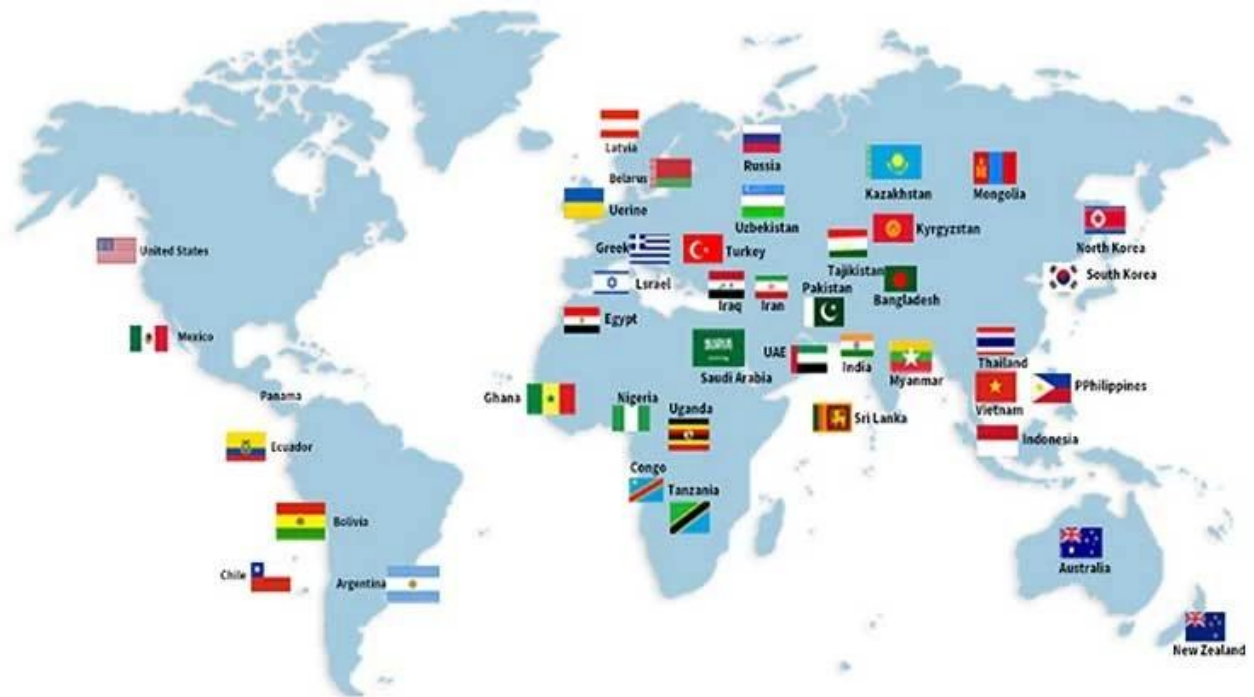 Latvia
Russia
Belarus
Kazakhstan
Mongolia
Uerine
Uzbekistan
Kyrgyzstan
North Korea
United States
Greek
Turkey
Tajikistan
South Korea
Lsrael
Iraq
Iran
Pakistan
Bangladesh
Egypt
Mexico
Saudi Arabia
UAE
India
Myanmar
Thailand
Panama
Ghana
Nigeria
Uganda
Sri Lanka
Vietnam
PPhilippines
Ecuador
Indonesia
Congo
Tanzania
Bolivia
Chile
Argentina
Australia
New Zealand